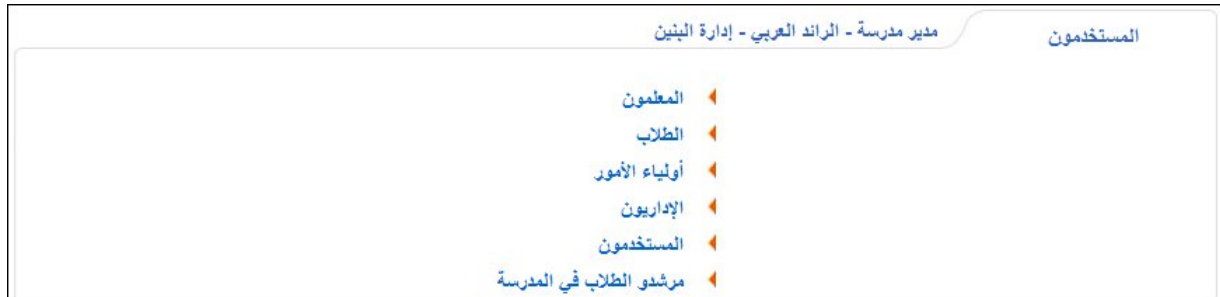 المستخدمون
مدير مدرسة - الرائد العربي - إدارة البنين
المعلمون
الطلاب
أولياء الأمور
الإداريون
المستخدمون
مرشدو الطلاب في المدرسة